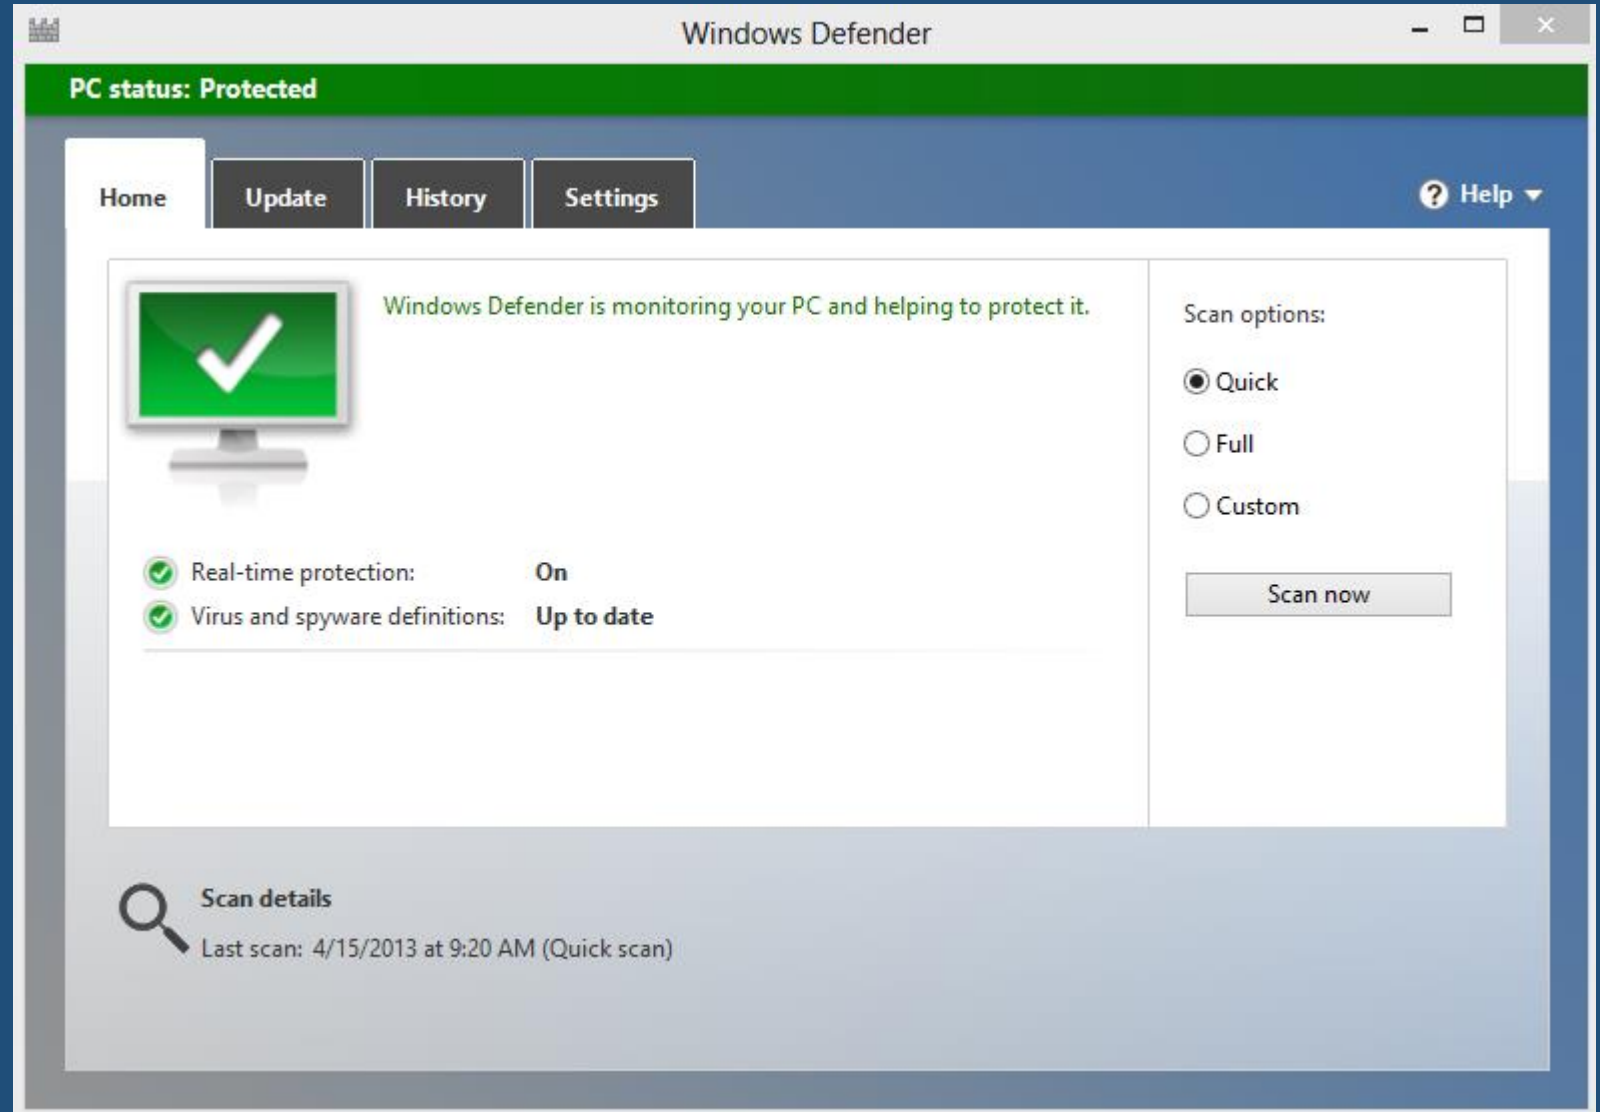 Windows Defender
PC status: Protected
Home Update History Settings Help
Windows Defender is monitoring your PC and helping to protect it.
Scan options:
Quick
Full
Custom
Scan now
Real-time protection: On
Virus and spyware definitions: Up to date
Scan details
Last scan: 4/15/2013 at 9:20 AM (Quick scan)